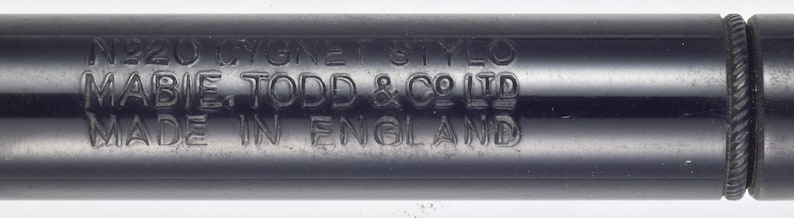 Nº20 CYGNET STYLO
MABIE, TODD & Cº LTD
MADE IN ENGLAND